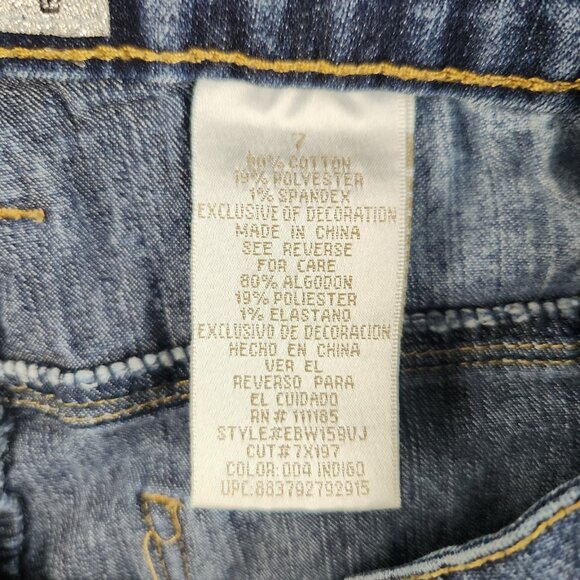 7
80% COTTON
19% POLYESTER
1% SPANDEX
EXCLUSIVE OF DECORATION
MADE IN CHINA
SEE REVERSE
FOR CARE
80% ALGODON
19% POLIESTER
1% ELASTANO
EXCLUSIVO DE DECORACION
HECHO EN CHINA
VER EL
REVERSO PARA
EL CUIDADO
RN# 111185
STYLE#EBW159VJ
CUT#7X197
COLOR: 004 INDIGO
UPC:883792792915